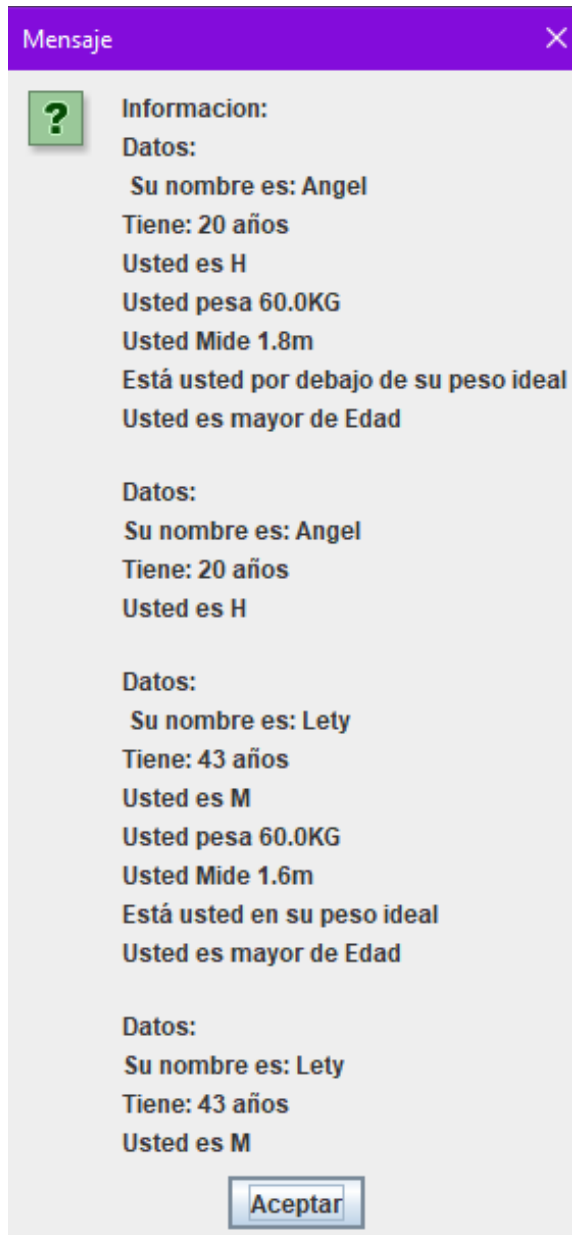 Mensaje
Informacion:
Datos:
Su nombre es: Angel
Tiene: 20 años
Usted es H
Usted pesa 60.0KG
Usted Mide 1.8m
Está usted por debajo de su peso ideal
Usted es mayor de Edad
Datos:
Su nombre es: Angel
Tiene: 20 años
Usted es H
Datos:
Su nombre es: Lety
Tiene: 43 años
Usted es M
Usted pesa 60.0KG
Usted Mide 1.6m
Está usted en su peso ideal
Usted es mayor de Edad
Datos:
Su nombre es: Lety
Tiene: 43 años
Usted es M
Aceptar